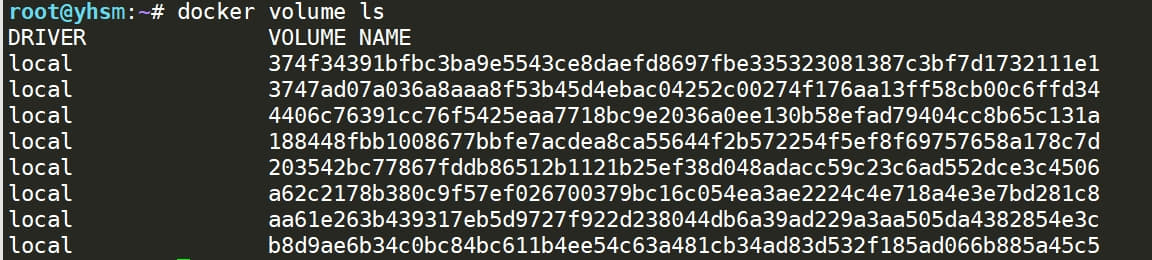 root@yhsm:~# docker volume ls
DRIVER              VOLUME NAME
local               374f34391bfbc3ba9e5543ce8daefd8697fbe335323081387c3bf7d1732111e1
local               3747ad07a036a8aaa8f53b45d4ebac04252c00274f176aa13ff58cb00c6ffd34
local               4406c76391cc76f5425eaa7718bc9e2036a0ee130b58efad79404cc8b65c131a
local               188448fbb1008677bbfe7acdea8ca55644f2b572254f5ef8f69757658a178c7d
local               203542bc77867fddb86512b1121b25ef38d048adacc59c23c6ad552dce3c4506
local               a62c2178b380c9f57ef026700379bc16c054ea3ae2224c4e718a4e3e7bd281c8
local               aa61e263b439317eb5d9727f922d238044db6a39ad229a3aa505da4382854e3c
local               b8d9ae6b34c0bc84bc611b4ee54c63a481cb34ad83d532f185ad066b885a45c5